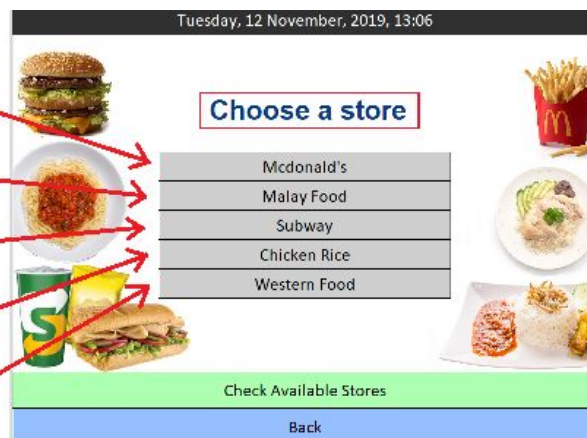 Tuesday, 12 November, 2019, 13:06
Choose a store
Mcdonald's
Malay Food
Subway
Chicken Rice
Western Food
Check Available Stores
Back